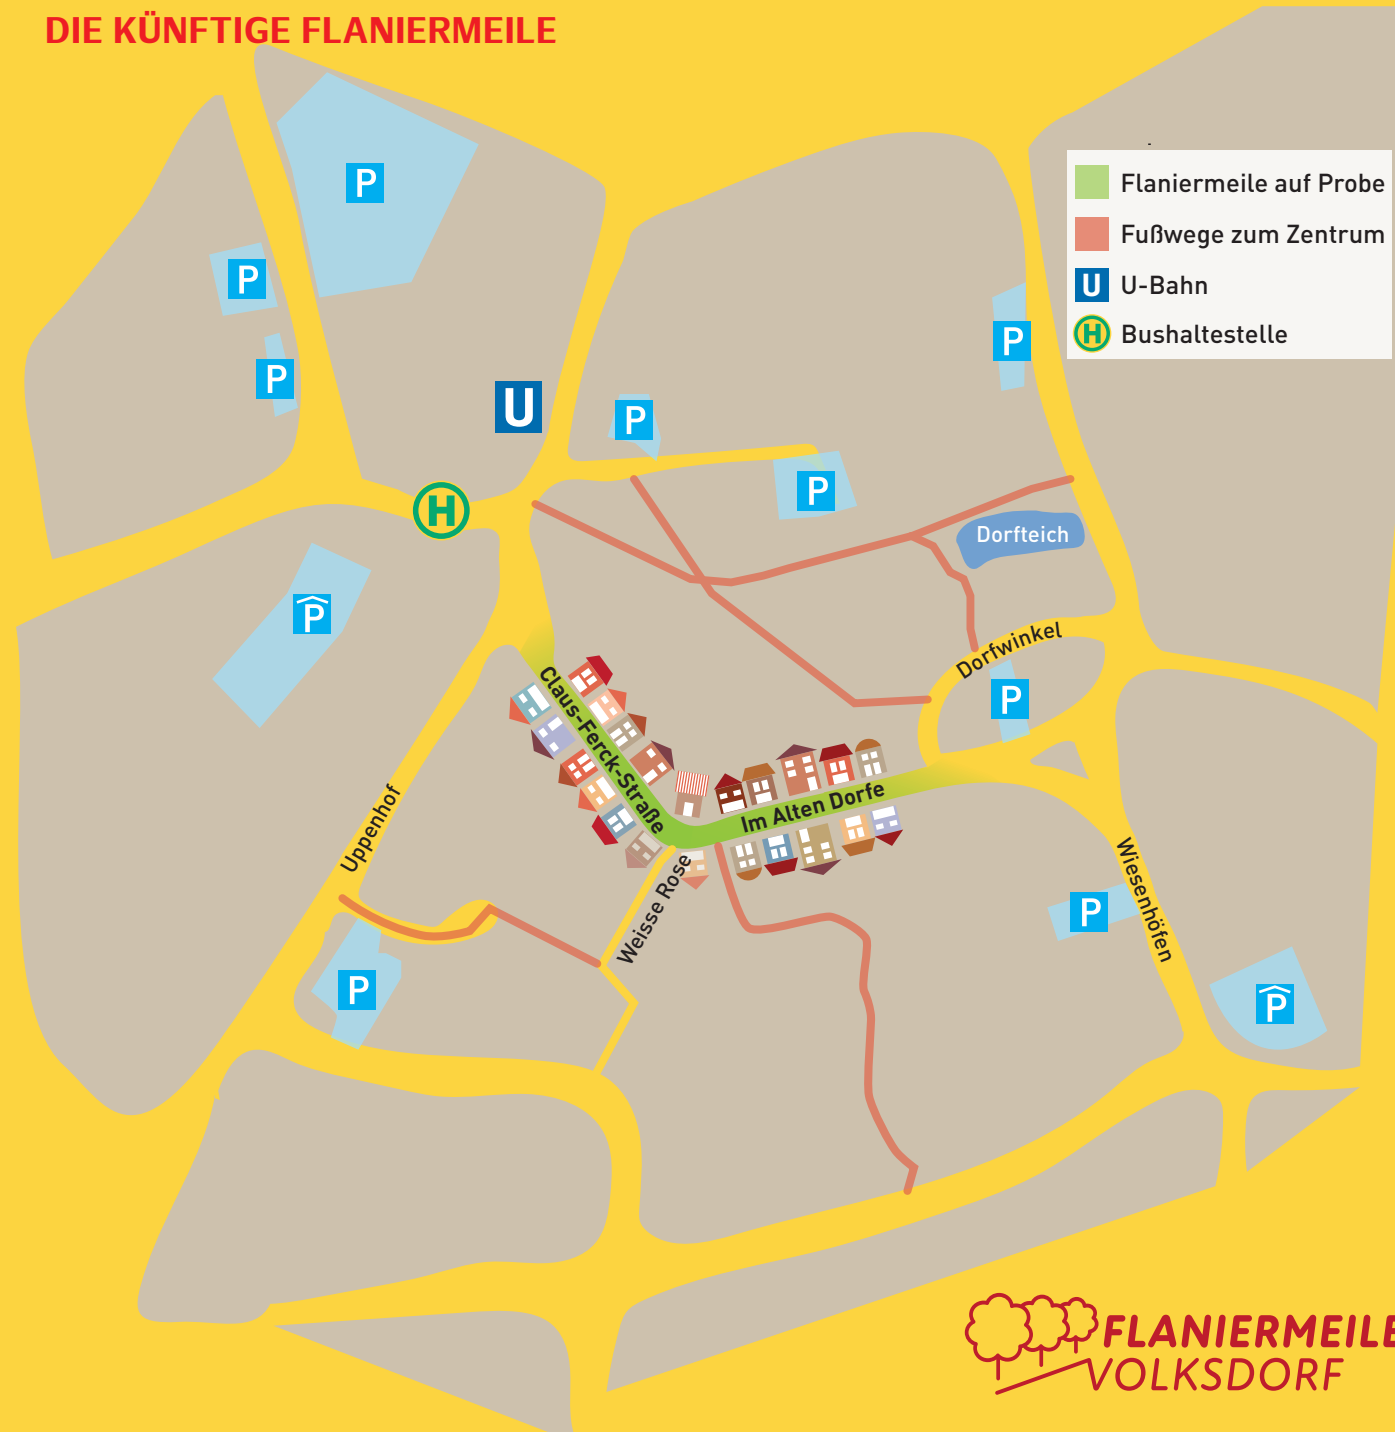 DIE KÜNFTIGE FLANIERMEILE
P
Flaniermeile auf Probe
Fußwege zum Zentrum
U U-Bahn
H Bushaltestelle
P
P
P
U
P
P
H
Dorfteich
P
Dorfwinkel
P
Claus-Ferck-Straße
Im Alten Dorfe
Uppenhof
Weisse Rose
Wiesenhöfen
P
P
P
FLANIERMEILE
VOLKSDORF